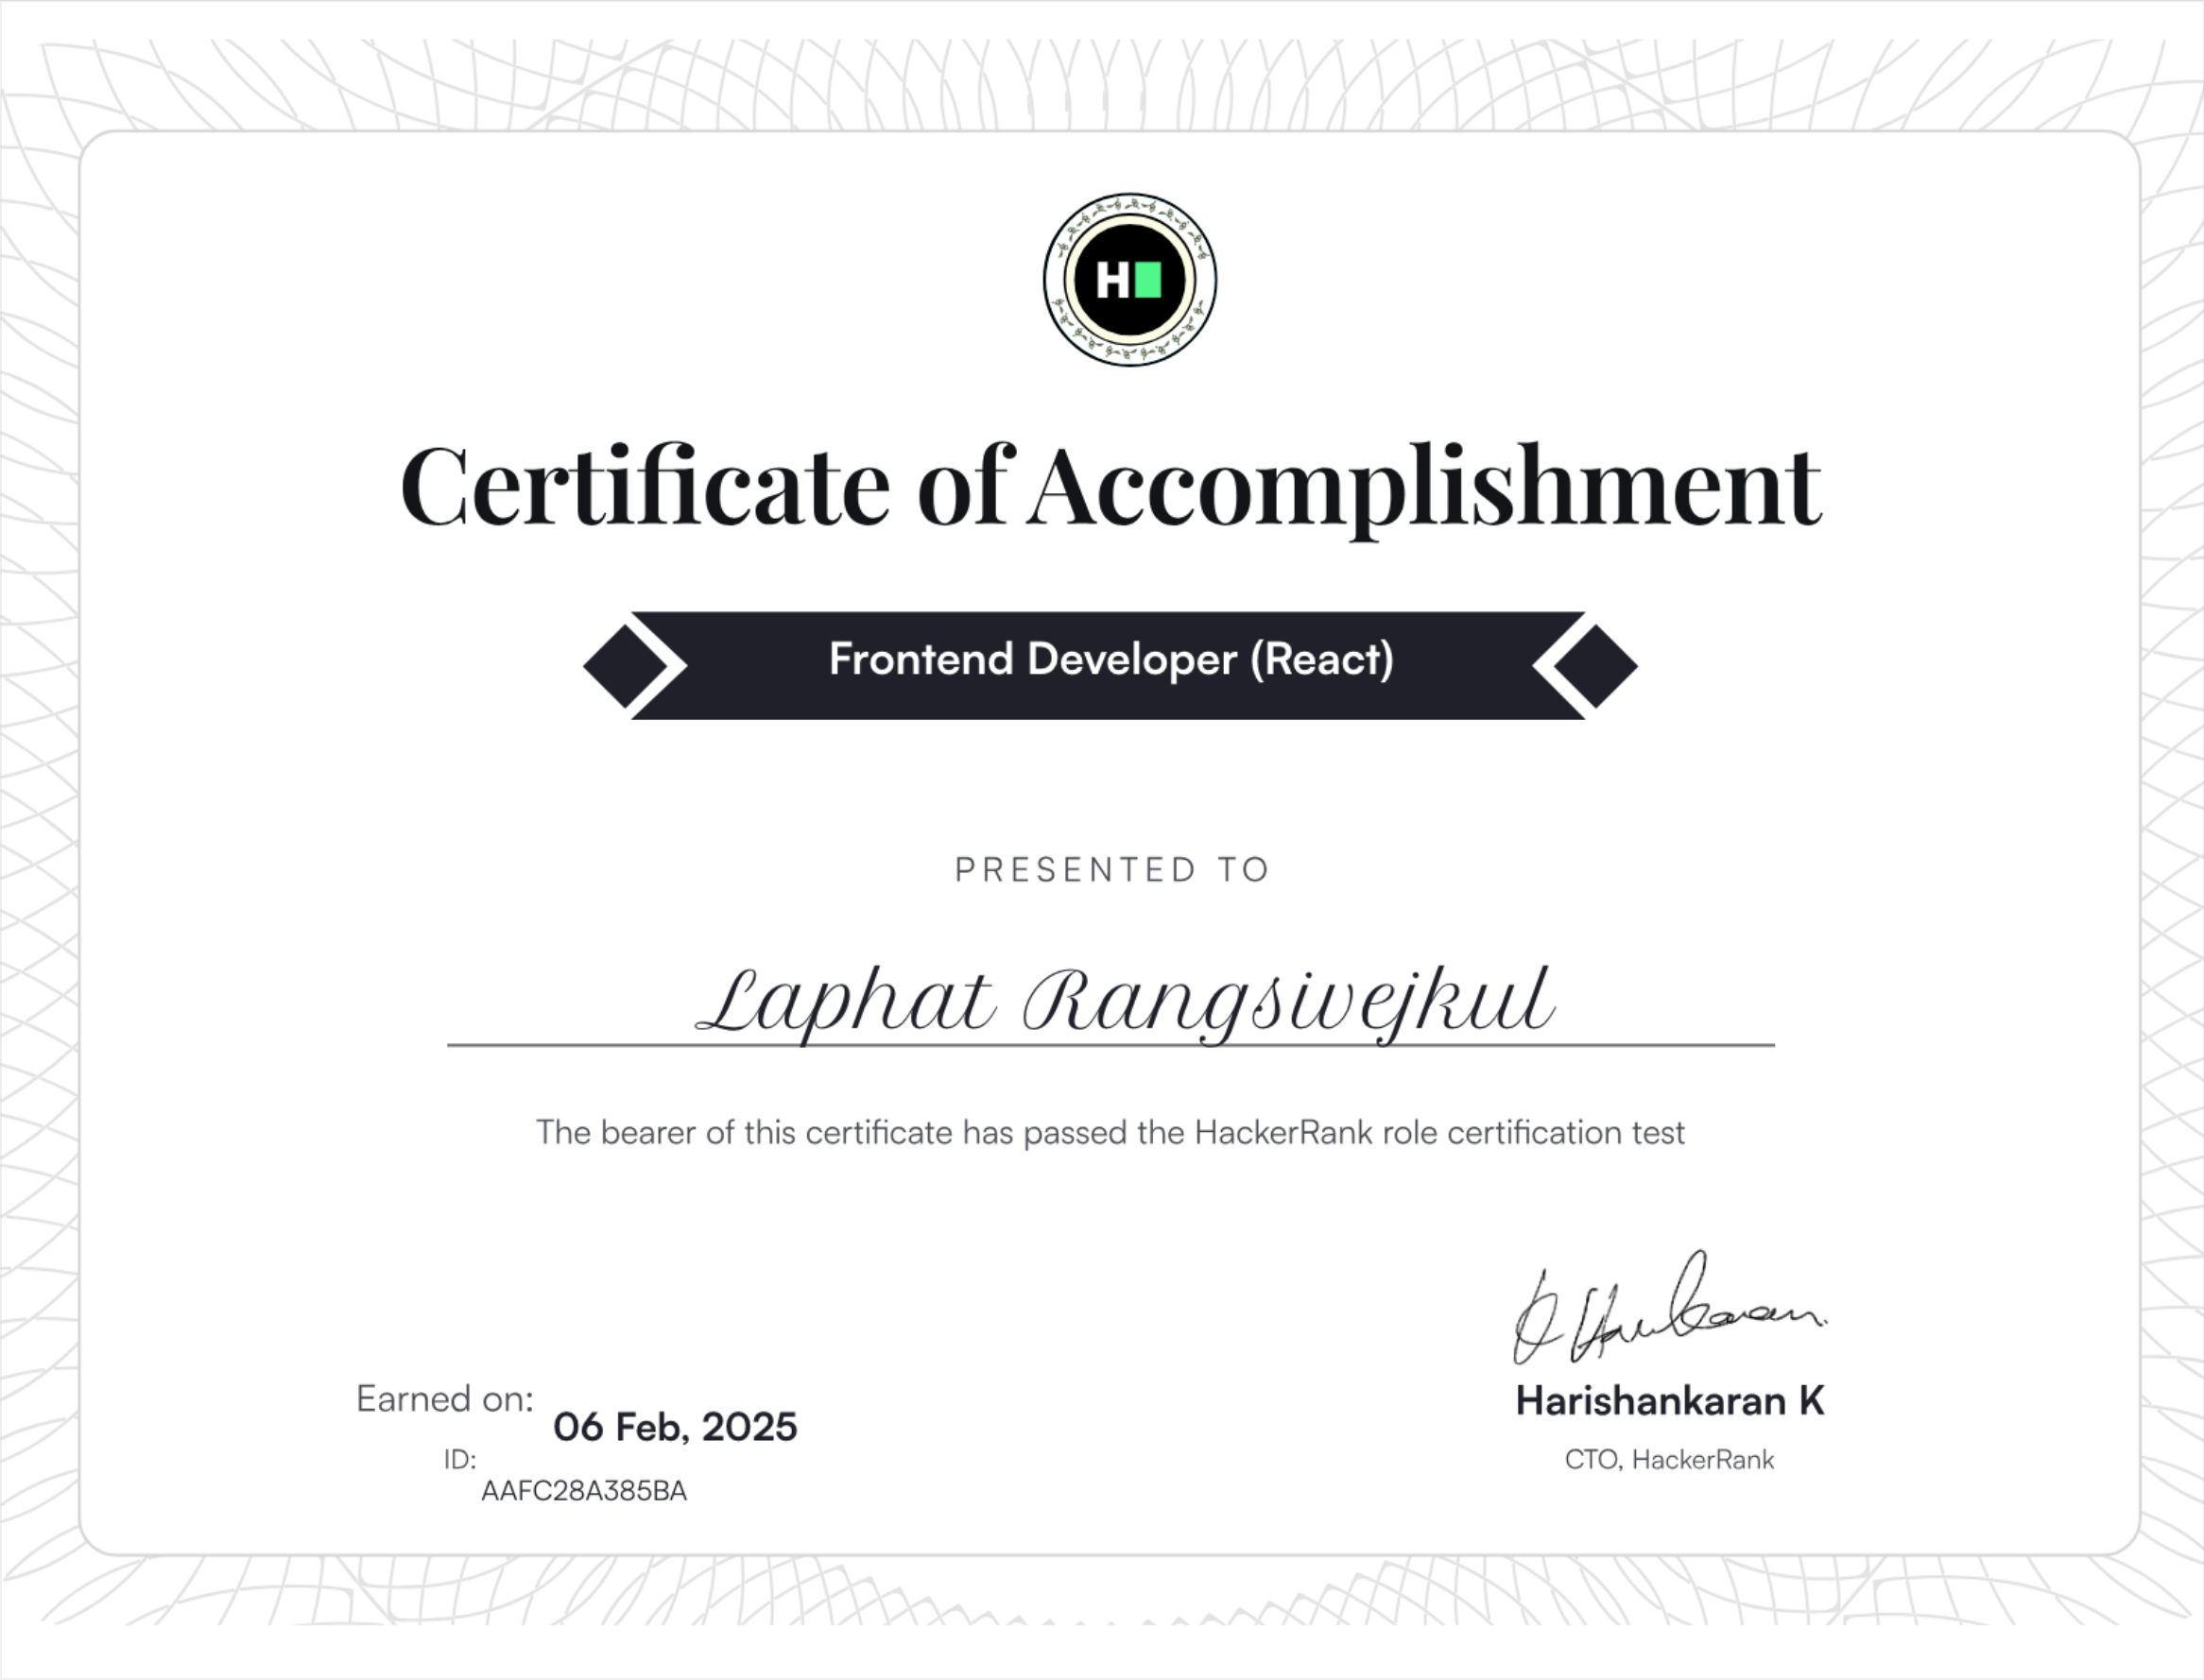 H
Certificate of Accomplishment
Frontend Developer (React)
PRESENTED TO
Laphat Rangsivejkul
The bearer of this certificate has passed the HackerRank role certification test
Earned on:
06 Feb, 2025
ID:
AAFC28A385BA
Harishankaran K
CTO, HackerRank